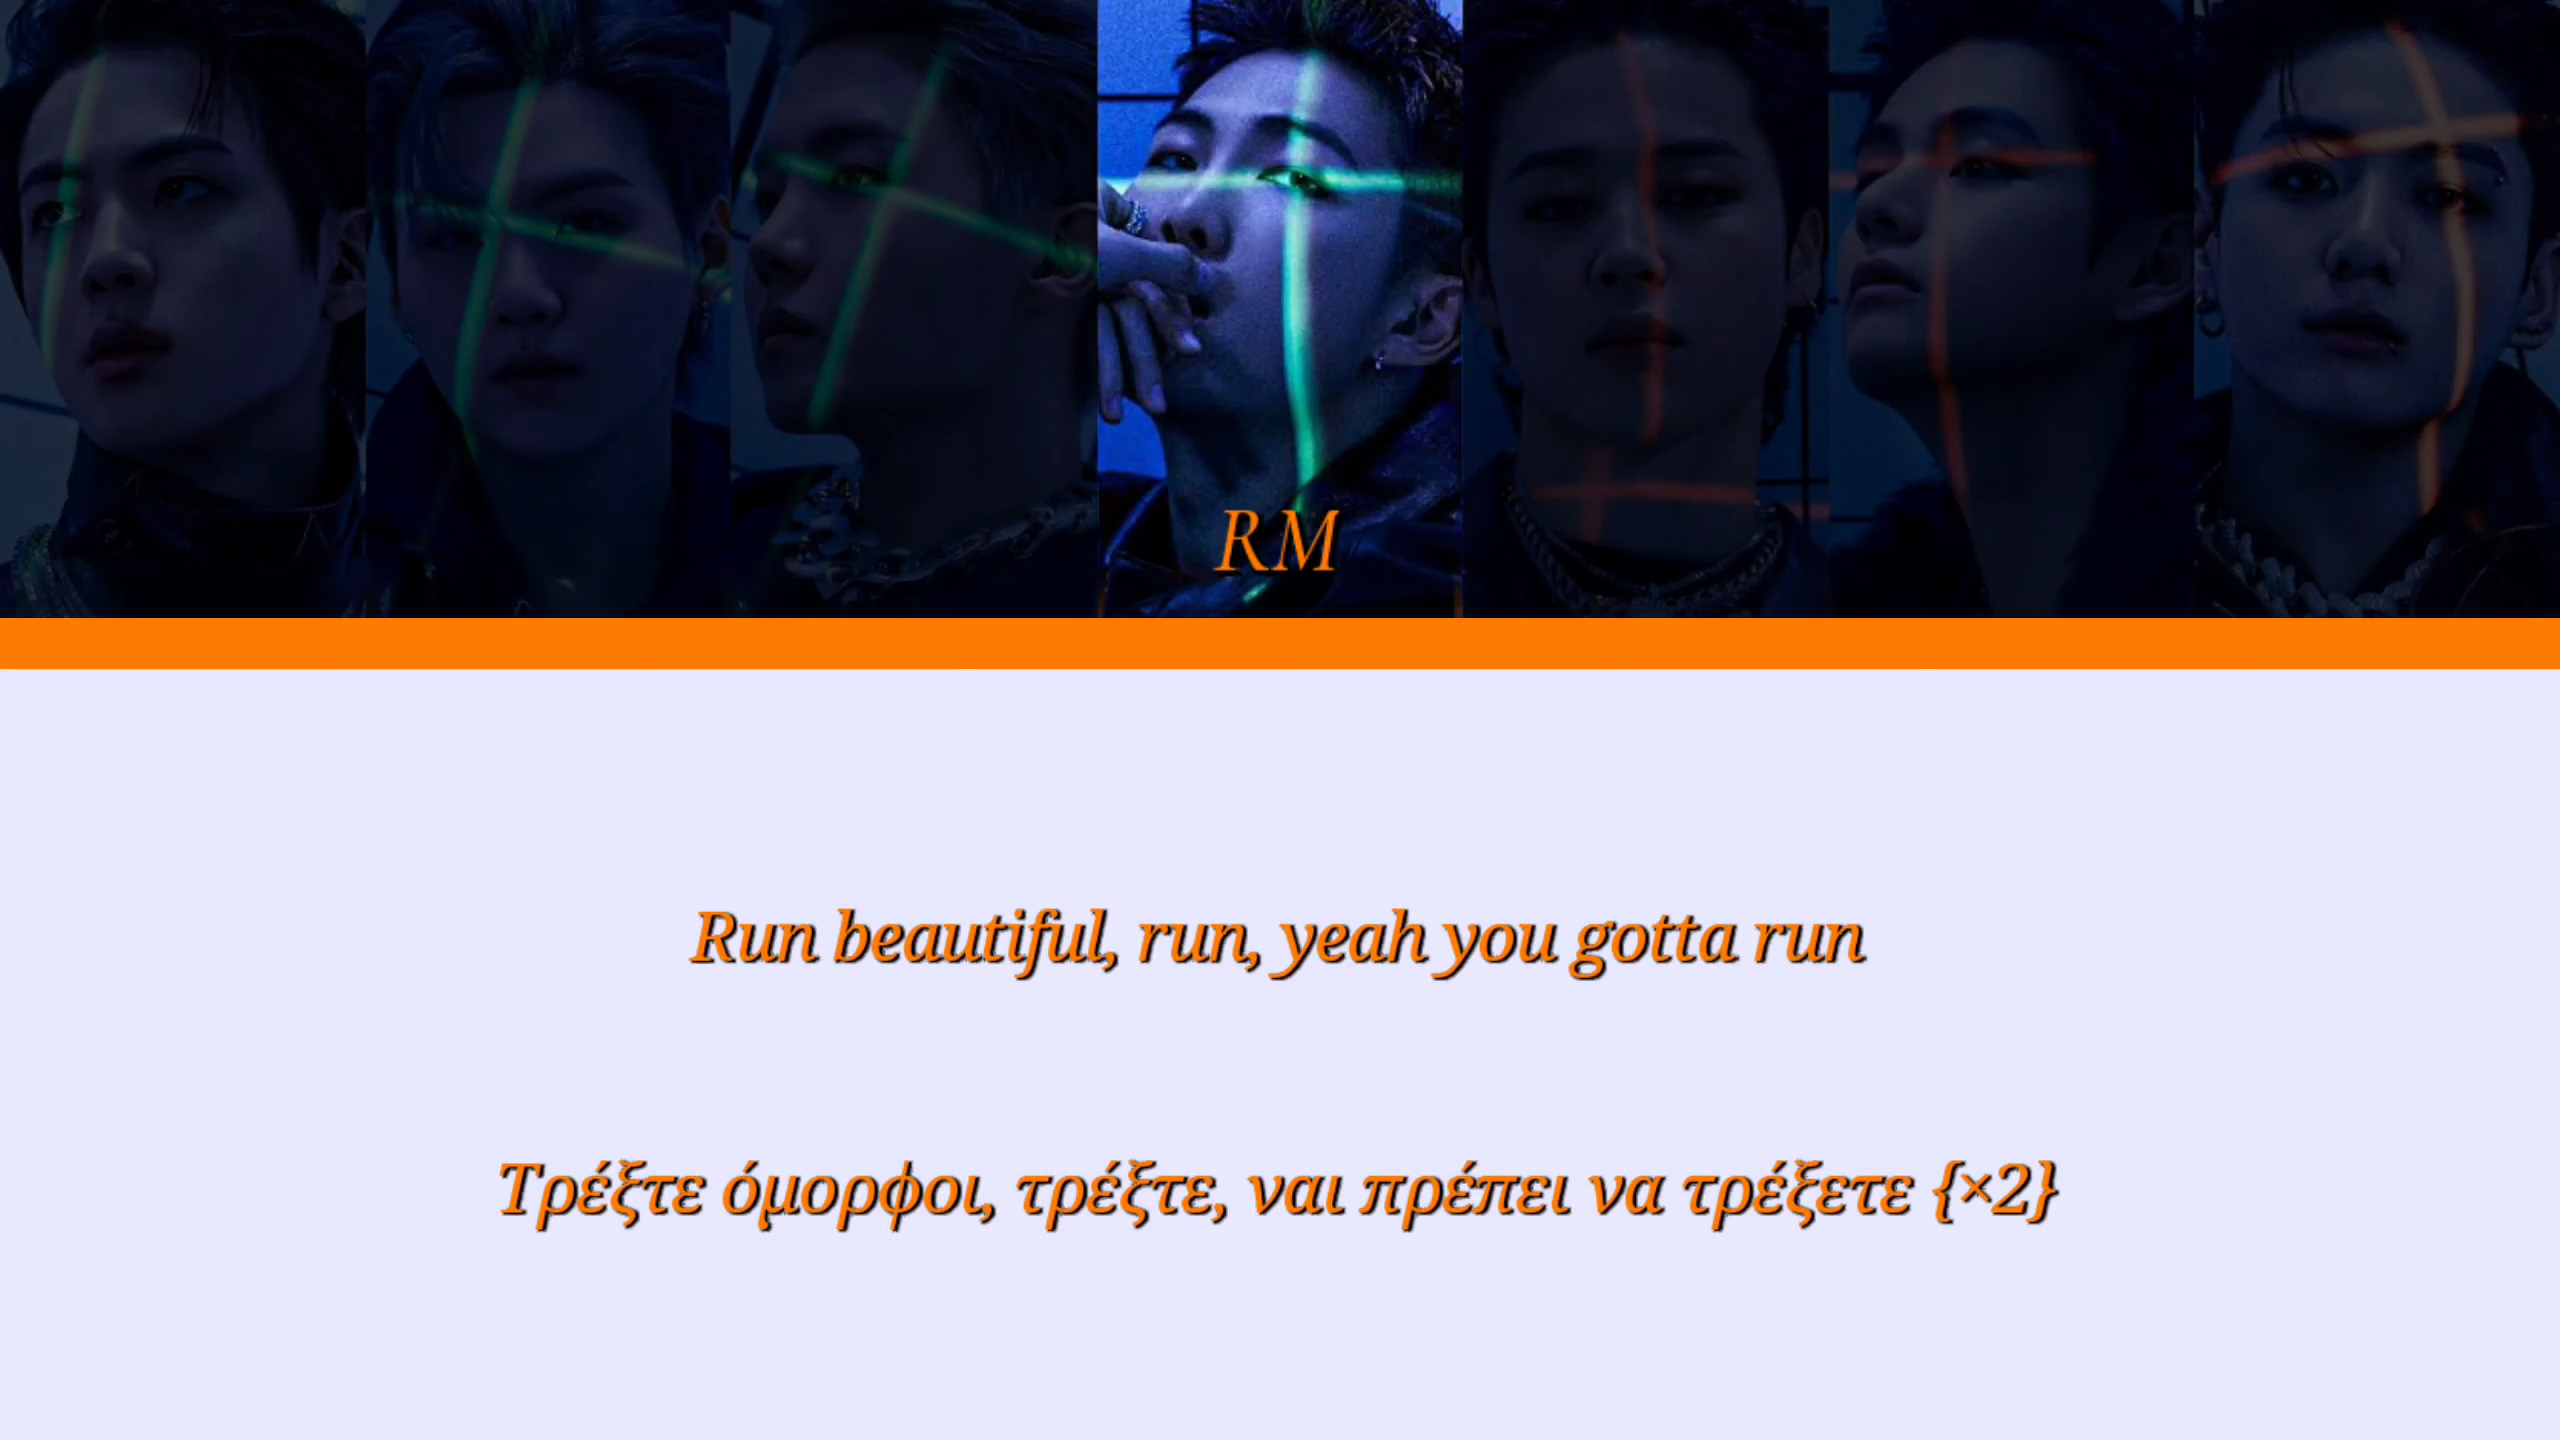 RM
Run beautiful, run, yeah you gotta run
Τρέξτε όμορφοι, τρέξτε, ναι πρέπει να τρέξετε {×2}